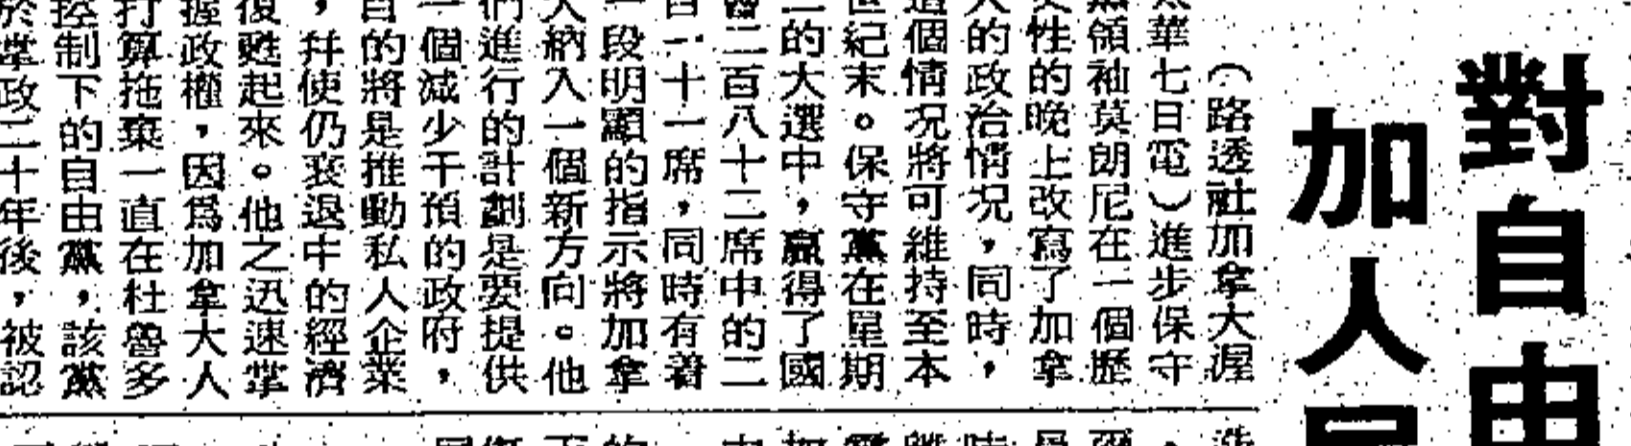 對自由
加人民
（路透社加拿大渥
太華七日電）進步保守
黨領袖莫朗尼在一個歷
史性的晚上改寫了加拿
大的政治情況，同時，
這個情況將可維持至本
世紀末。保守黨在星期
二的大選中，贏得了國
會二百八十二席中的二
百一十一席，同時有着
一段明顯的指示將加拿
大納入一個新方向。他
們進行的計劃是要提供
一個減少干預的政府，
目的將是推動私人企業
，幷使仍衰退中的經濟
復甦起來。他之迅速掌
握政權，因爲加拿大人
打算拖棄一直在杜魯多
控制下的自由黨，該黨
於掌政二十年後，被認